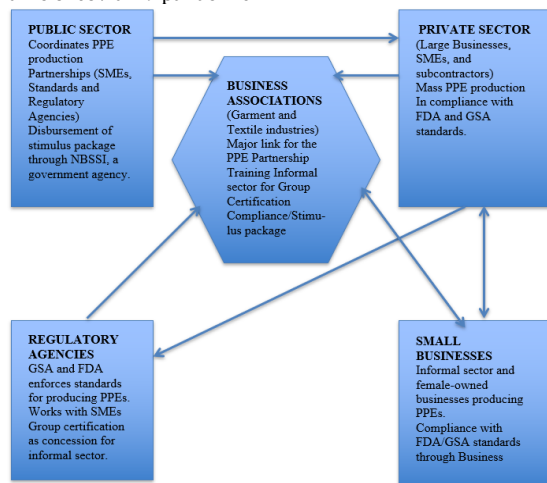 PUBLIC SECTOR
Coordinates PPE
production
Partnerships (SMEs,
Standards and
Regulatory
Agencies)
Disbursement of
stimulus package
through NBSSI, a
government agency.
BUSINESS
ASSOCIATIONS
(Garment and
Textile industries)
Major link for the
PPE Partnership
Training Informal
sector for Group
Certification
Compliance/Stimu-
lus package
PRIVATE SECTOR
(Large Businesses,
SMEs, and
subcontractors)
Mass PPE production
In compliance with
FDA and GSA
standards.
REGULATORY
AGENCIES
GSA and FDA
enforces standards
for producing PPEs.
Works with SMEs
Group certification
as concession for
informal sector.
SMALL
BUSINESSES
Informal sector and
female-owned
businesses producing
PPEs.
Compliance with
FDA/GSA standards
through Business